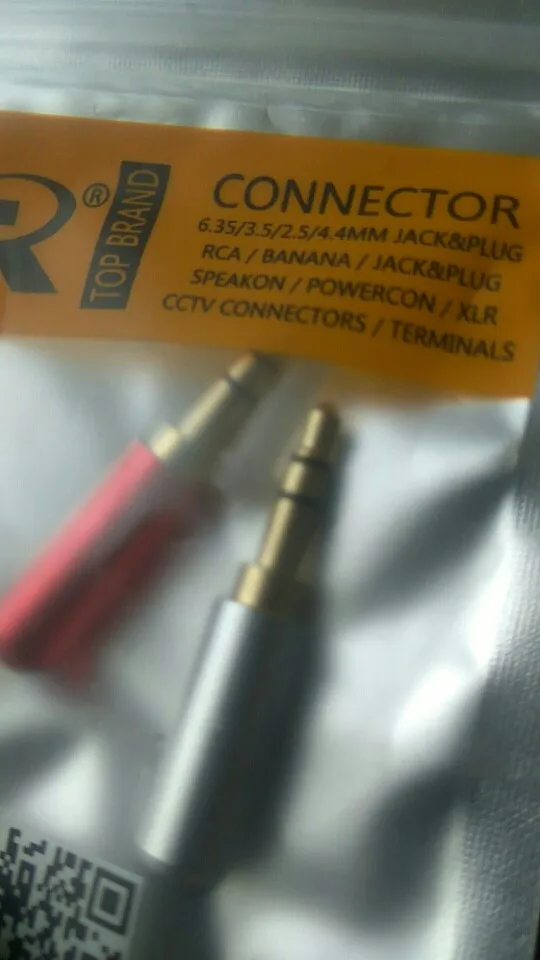 R®
TOP BRAND
CONNECTOR
6.35/3.5/2.5/4.4MM JACK&PLUG
RCA / BANANA / JACK&PLUG
SPEAKON / POWERCON / XLR
CCTV CONNECTORS / TERMINALS